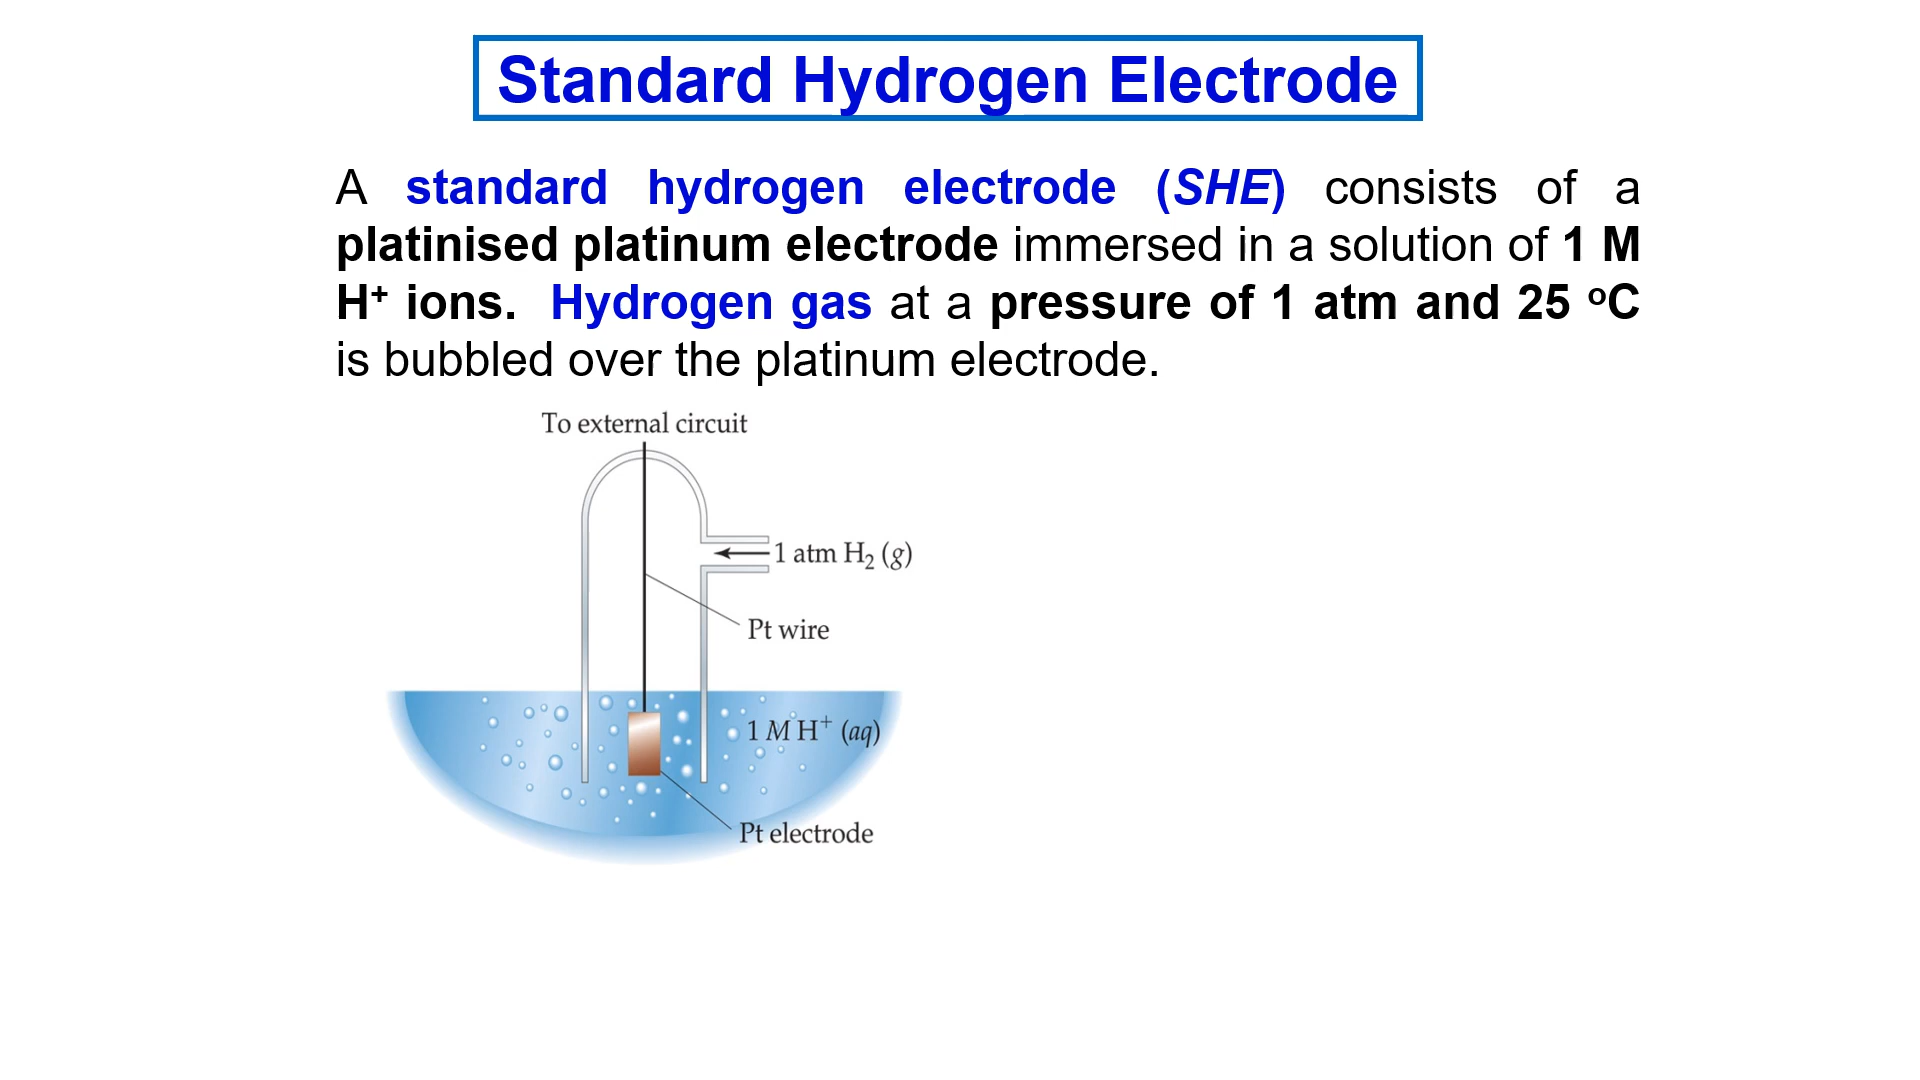 Standard Hydrogen Electrode
A standard hydrogen electrode (SHE) consists of a
platinised platinum electrode immersed in a solution of 1 M
H⁺ ions. Hydrogen gas at a pressure of 1 atm and 25 ºC
is bubbled over the platinum electrode.
To external circuit
1 atm H₂ (g)
Pt wire
1 M H⁺ (aq)
Pt electrode